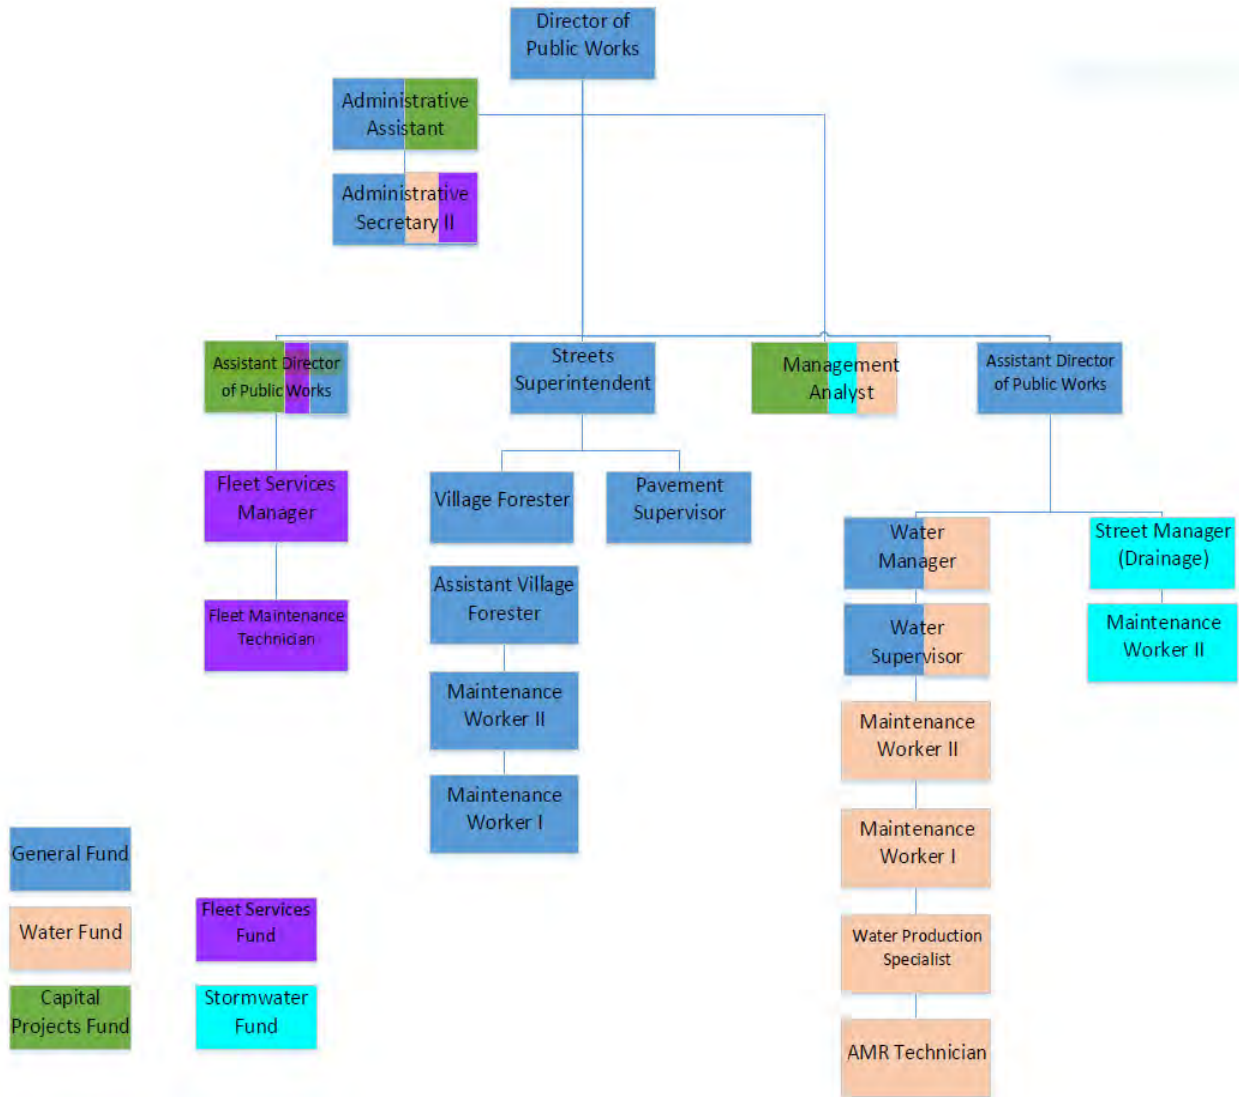 Director of
Public Works
Administrative
Assistant
Administrative
Secretary II
Assistant Director
of Public Works
Streets
Superintendent
Management
Analyst
Assistant Director
of Public Works
Fleet Services
Manager
Village Forester
Pavement
Supervisor
Water
Manager
Street Manager
(Drainage)
Fleet Maintenance
Technician
Assistant Village
Forester
Water
Supervisor
Maintenance
Worker II
Maintenance
Worker II
Maintenance
Worker II
Maintenance
Worker I
Maintenance
Worker I
Water Production
Specialist
AMR Technician
General Fund
Water Fund
Fleet Services
Fund
Capital
Projects Fund
Stormwater
Fund